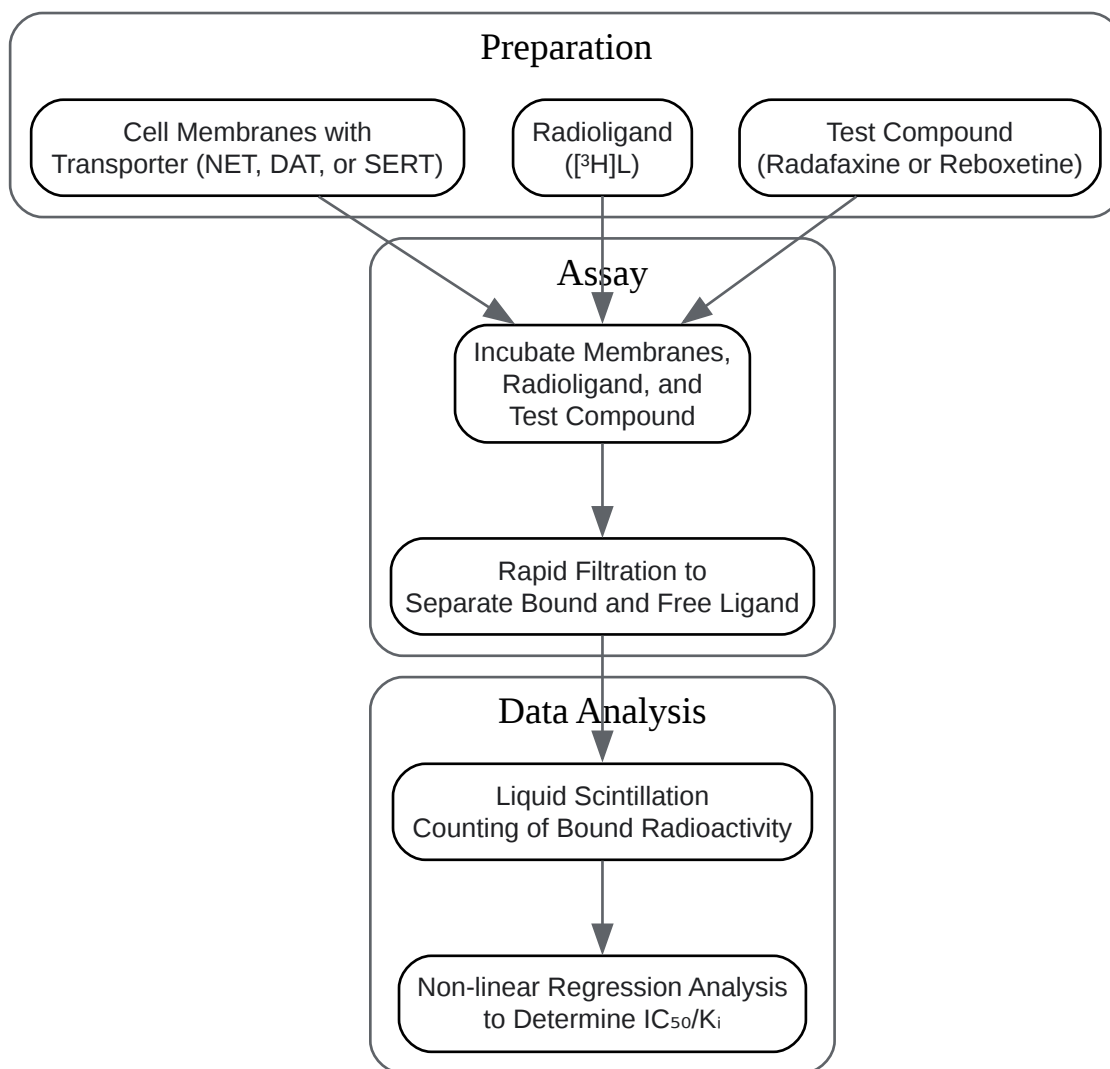 Preparation
Cell Membranes with
Transporter (NET, DAT, or SERT)
Radioligand
([³H]L)
Test Compound
(Radafaxine or Reboxetine)
Assay
Incubate Membranes,
Radioligand, and
Test Compound
Rapid Filtration to
Separate Bound and Free Ligand
Data Analysis
Liquid Scintillation
Counting of Bound Radioactivity
Non-linear Regression Analysis
to Determine IC₅₀/Kᵢ